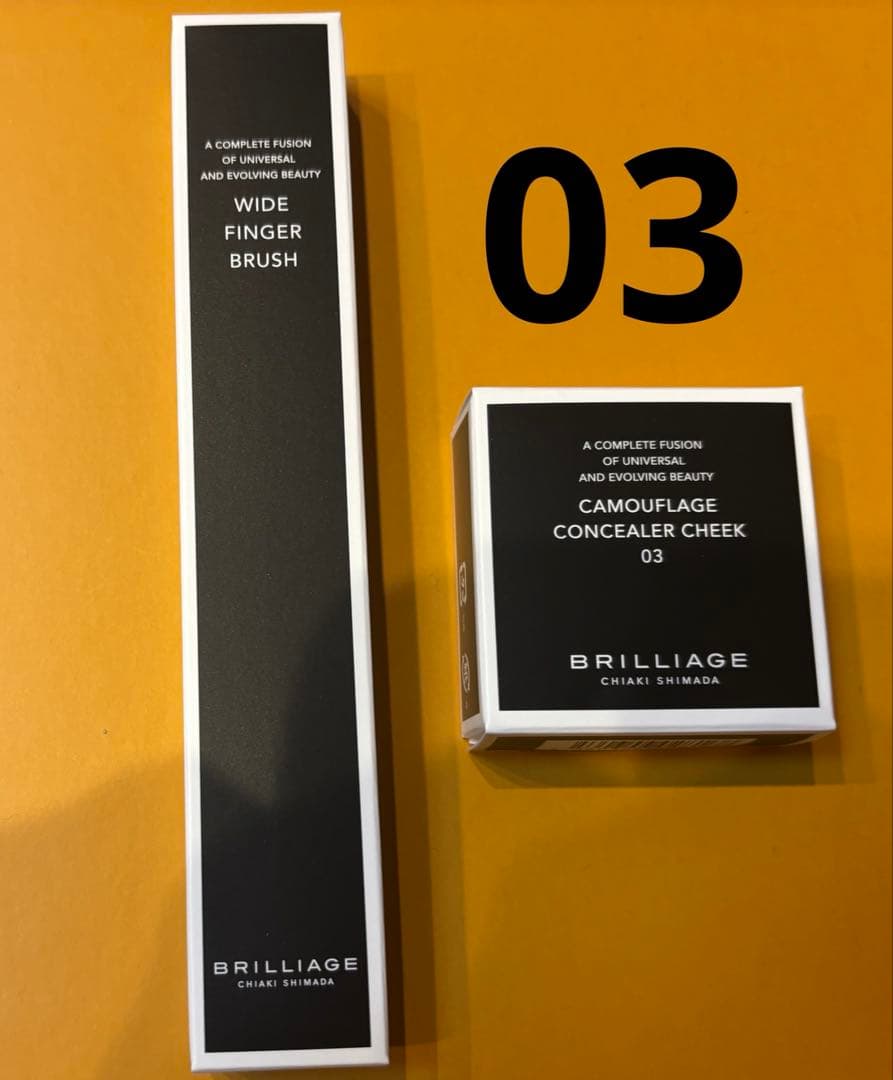 A COMPLETE FUSION
OF UNIVERSAL
AND EVOLVING BEAUTY
WIDE
FINGER
BRUSH
BRILLIAGE
CHIAKI SHIMADA
03
A COMPLETE FUSION
OF UNIVERSAL
AND EVOLVING BEAUTY
CAMOUFLAGE
CONCEALER CHEEK
03
BRILLIAGE
CHIAKI SHIMADA